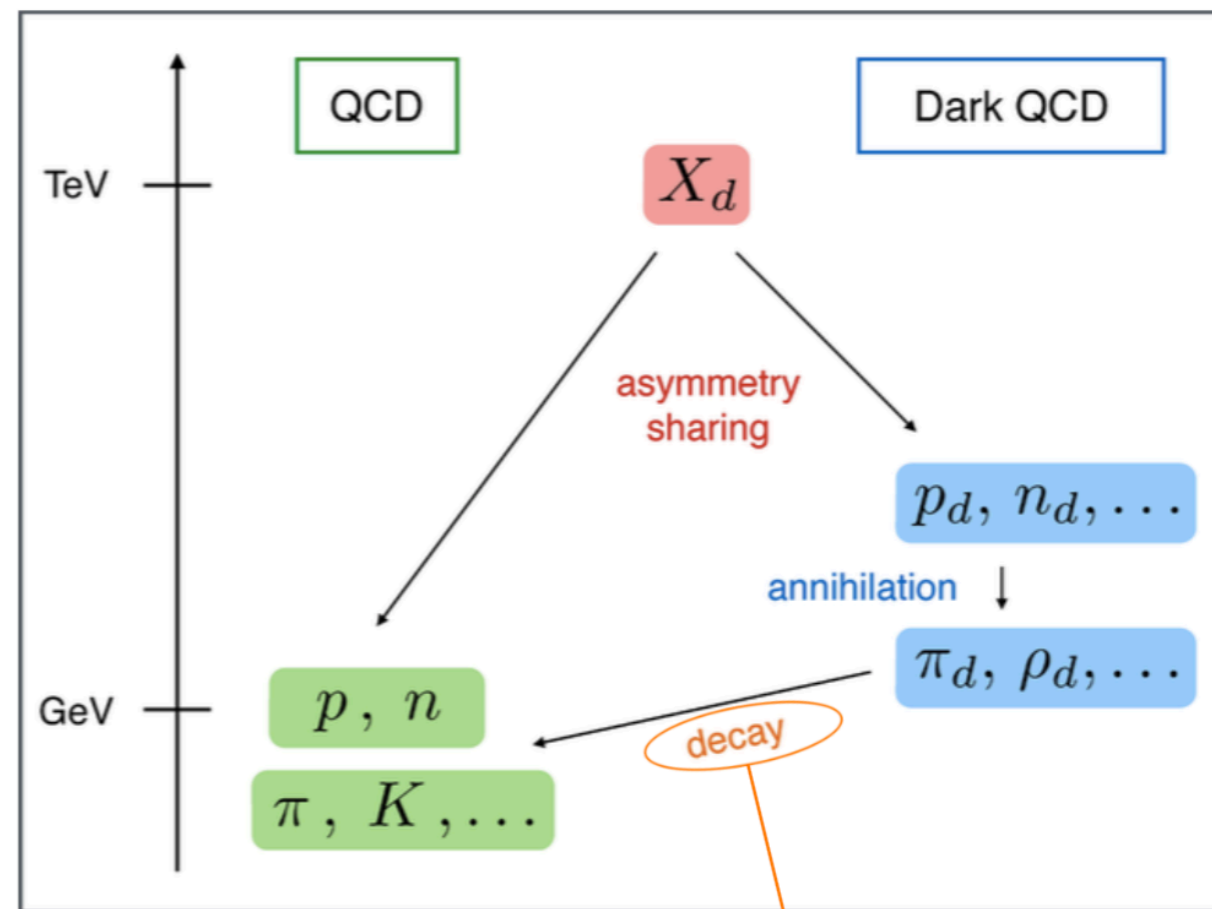 QCD
Dark QCD
TeV
X_d
asymmetry
sharing
p_d, n_d, ...
annihilation
π_d, ρ_d, ...
GeV
p , n
decay
π , K , ...